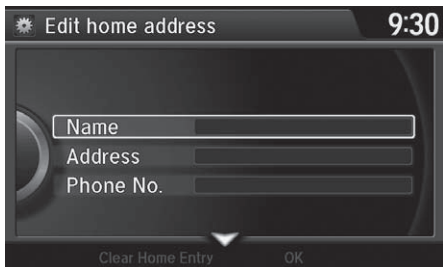 Edit home address 9:30
Name
Address
Phone No.
Clear Home Entry OK